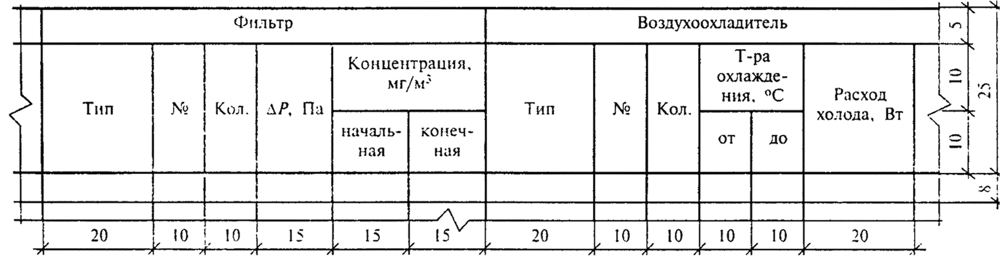 Фильтр
Воздухоохладитель
Тип
№
Кол.
ΔP, Па
Концентрация,
мг/м³
началь-
ная
конеч-
ная
Тип
№
Кол.
Т-ра
охлажде-
ния, °С
от
до
Расход
холода, Вт
5
10
10
25
8
20
10
10
15
15
15
20
10
10
10
10
20